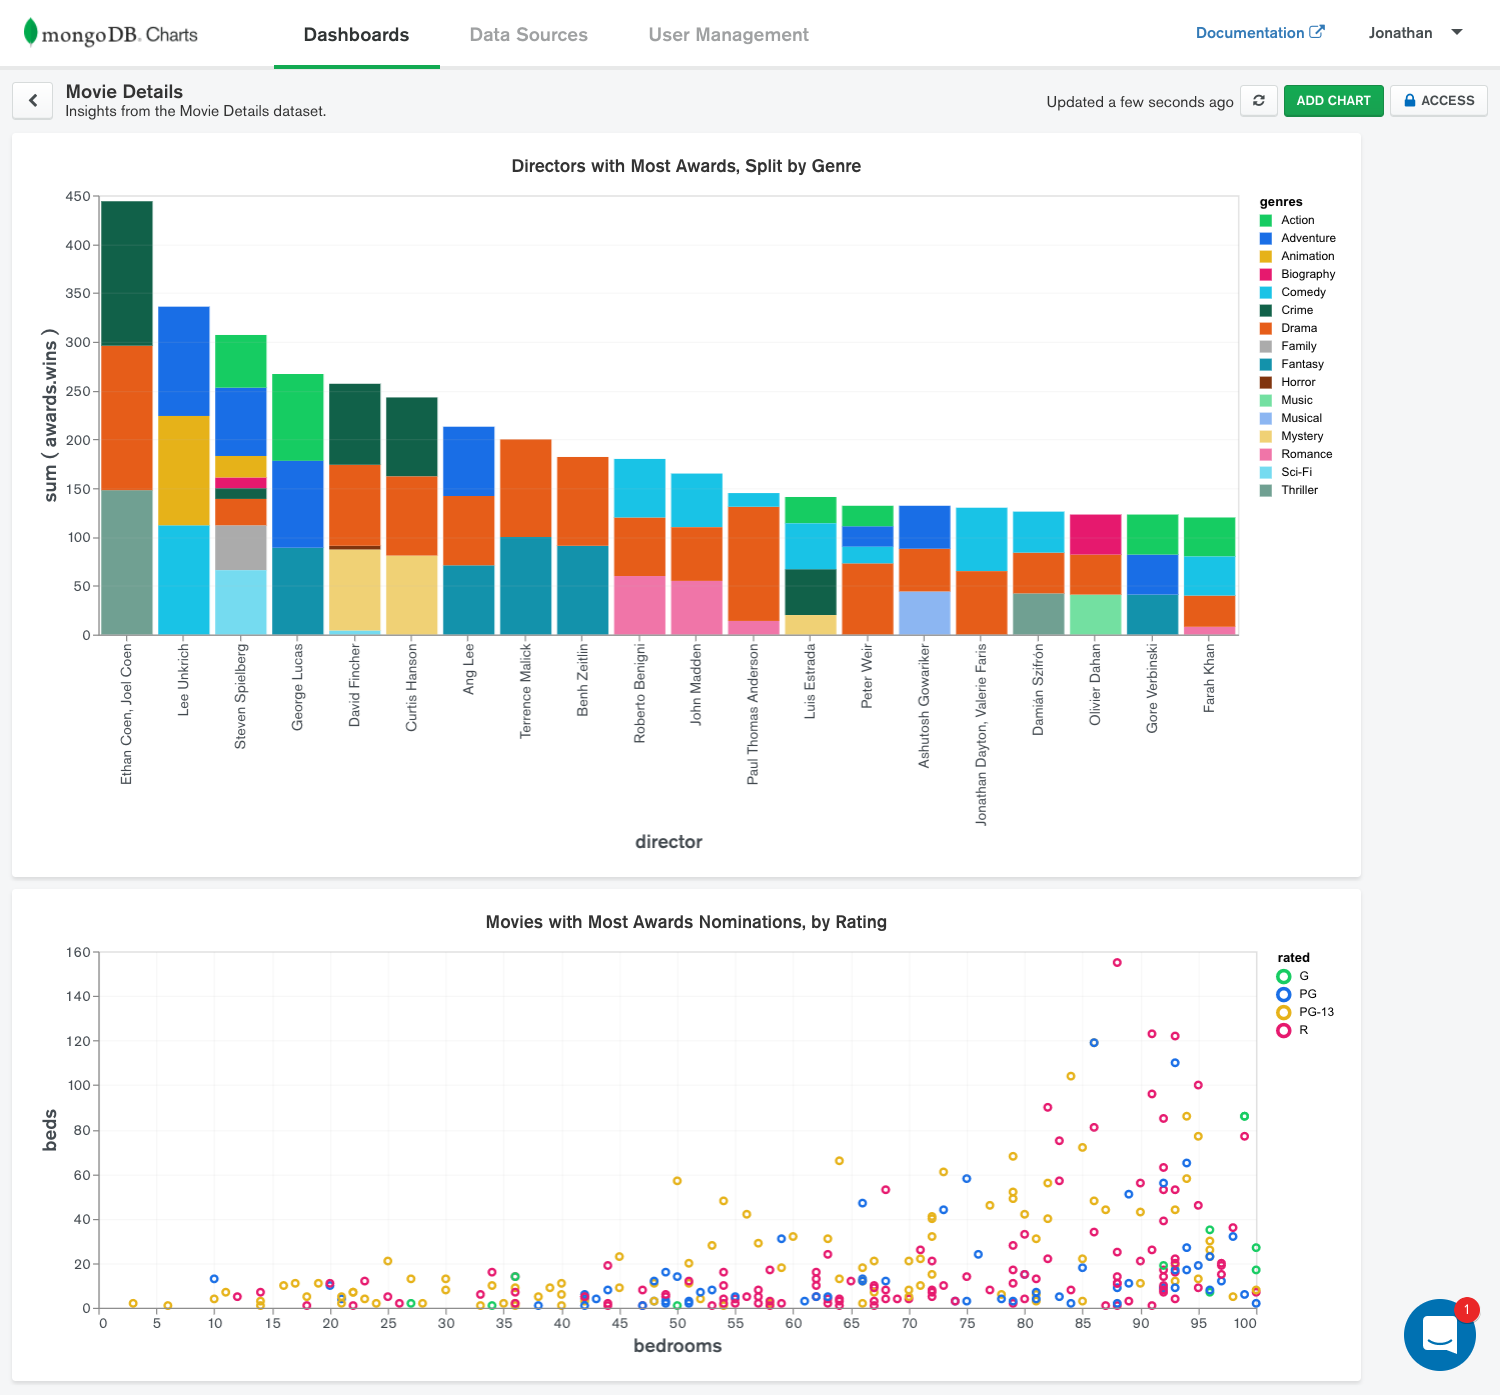 mongoDB. Charts
Dashboards
Data Sources
User Management
Documentation
Jonathan
Movie Details
Insights from the Movie Details dataset.
Updated a few seconds ago
ADD CHART
ACCESS
Directors with Most Awards, Split by Genre
sum ( awards.wins )
450
400
350
300
250
200
150
100
50
0
Ethan Coen, Joel Coen
Lee Unkrich
Steven Spielberg
George Lucas
David Fincher
Curtis Hanson
Ang Lee
Terrence Malick
Benh Zeitlin
Roberto Benigni
John Madden
Paul Thomas Anderson
Luis Estrada
Peter Weir
Ashutosh Gowariker
Jonathan Dayton, Valerie Faris
Damián Szifrón
Olivier Dahan
Gore Verbinski
Farah Khan
director
genres
Action
Adventure
Animation
Biography
Comedy
Crime
Drama
Family
Fantasy
Horror
Music
Musical
Mystery
Romance
Sci-Fi
Thriller
Movies with Most Awards Nominations, by Rating
beds
160
140
120
100
80
60
40
20
0
0 5 10 15 20 25 30 35 40 45 50 55 60 65 70 75 80 85 90 95 100
bedrooms
rated
G
PG
PG-13
R
1